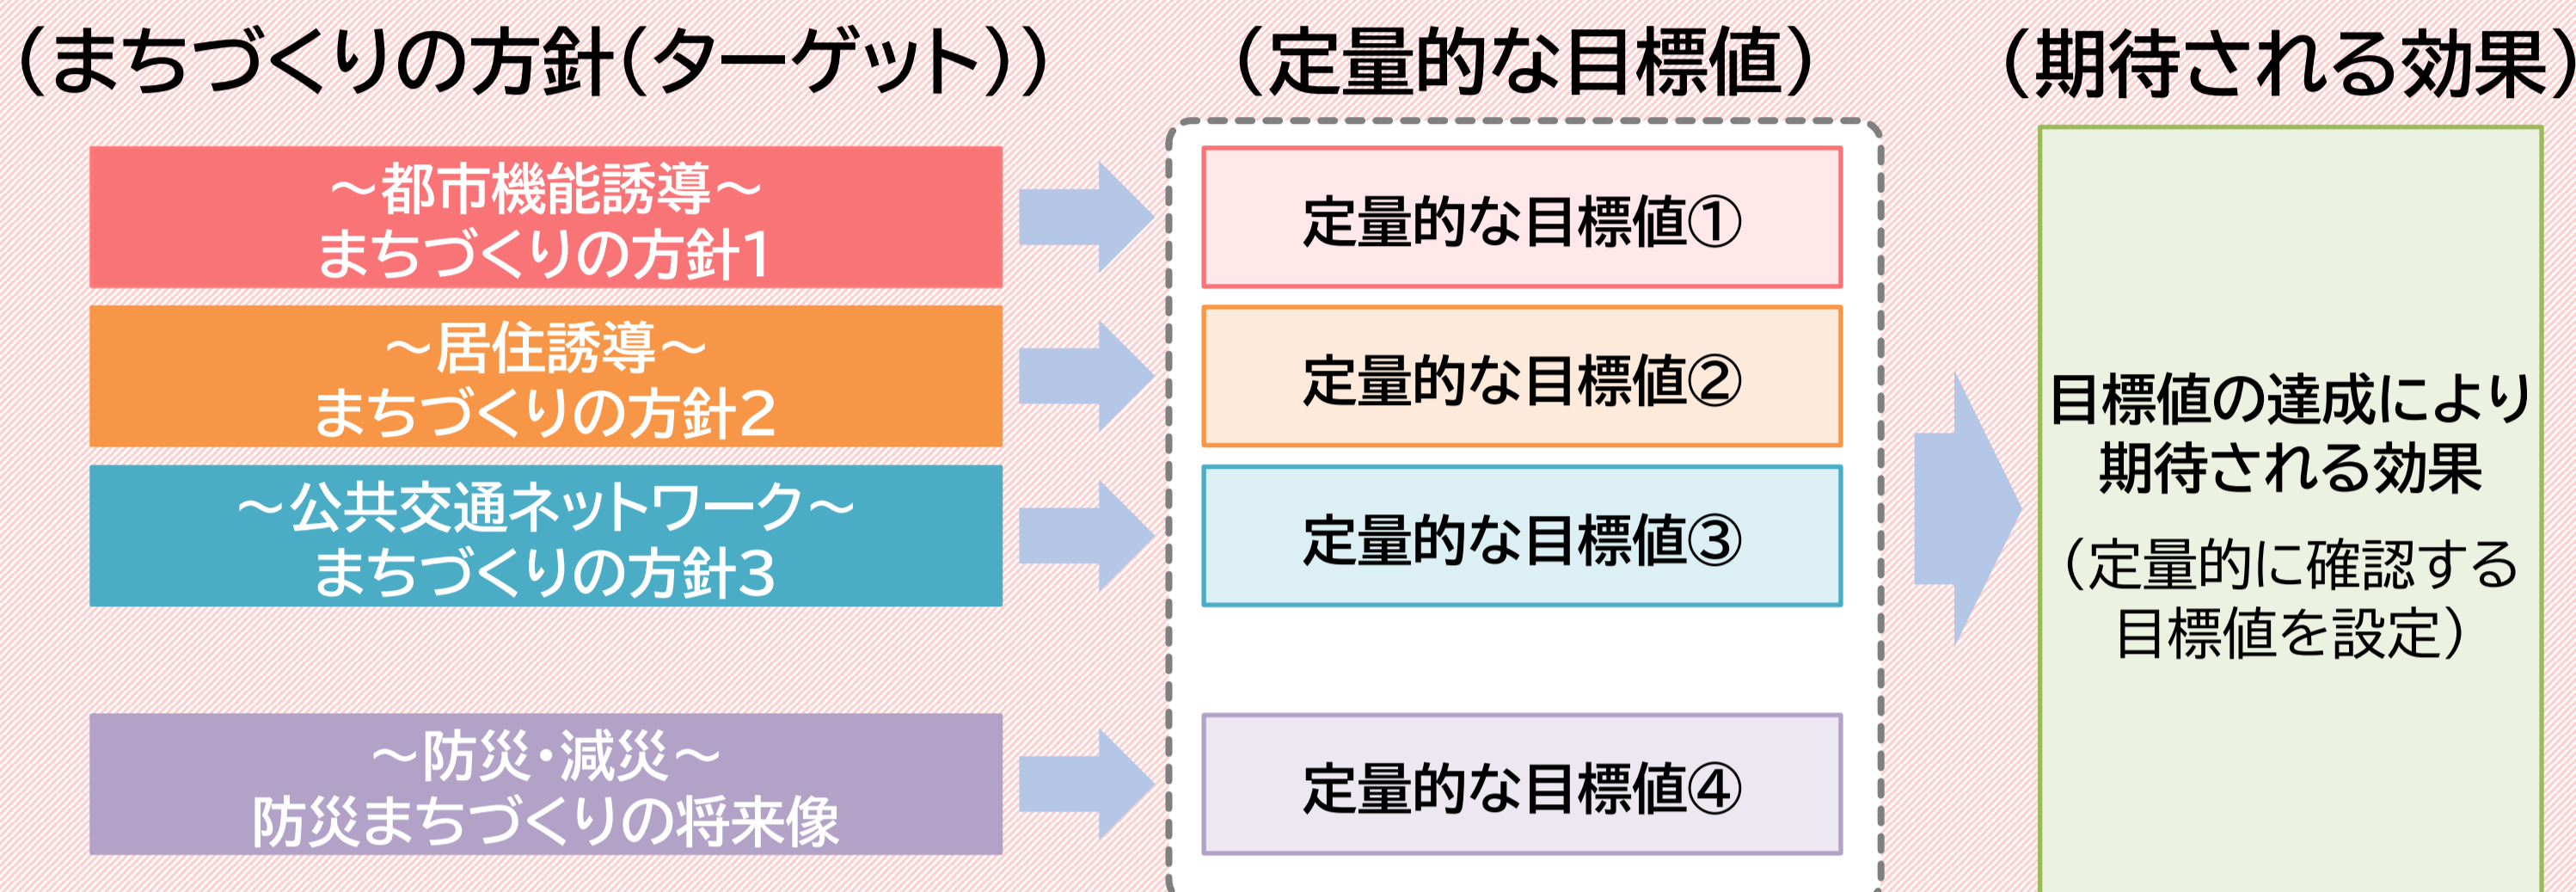 （まちづくりの方針（ターゲット））
（定量的な目標値）
（期待される効果）
～都市機能誘導～
まちづくりの方針1
定量的な目標値①
～居住誘導～
まちづくりの方針2
定量的な目標値②
～公共交通ネットワーク～
まちづくりの方針3
定量的な目標値③
～防災・減災～
防災まちづくりの将来像
定量的な目標値④
目標値の達成により
期待される効果
（定量的に確認する
目標値を設定）